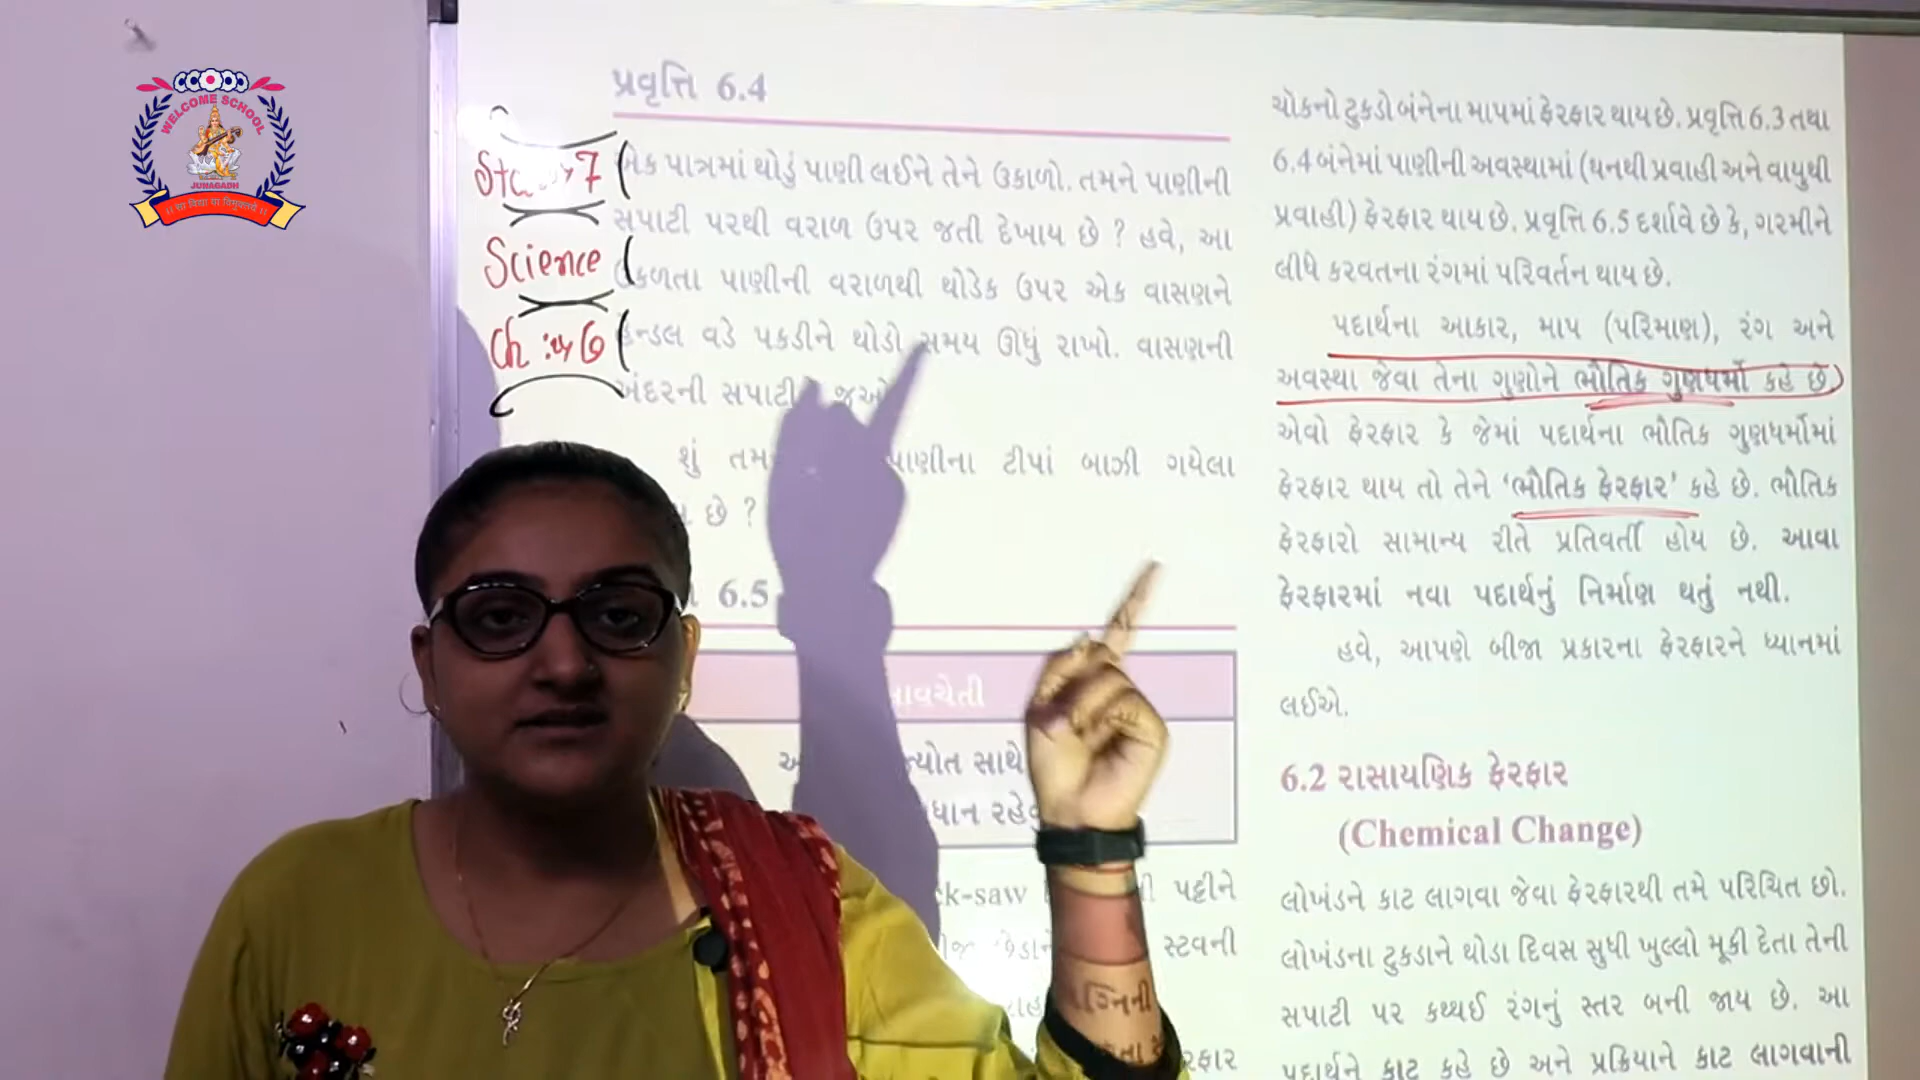 WELCOME SCHOOL
JUNAGADH
।। सा विद्या या विमुक्तये ।।
Science
પ્રવૃત્તિ 6.4
એક પાત્રમાં થોડું પાણી લઈને તેને ઉકાળો. તમને પાણીની
સપાટી પરથી વરાળ ઉપર જતી દેખાય છે ? હવે, આ
ઉકળતા પાણીની વરાળથી થોડેક ઉપર એક વાસણને
હૅન્ડલ વડે પકડીને થોડો સમય ઊંધું રાખો. વાસણની
અંદરની સપાટી જુઓ
શું પાણીના ટીપાં બાઝી ગયેલા
છે ?
6.5
સાથે
પટ્ટીને
સ્ટવની
ચૉકનો ટુકડો બંનેના માપમાં ફેરફાર થાય છે. પ્રવૃત્તિ 6.3 તથા
6.4 બંનેમાં પાણીની અવસ્થામાં (ઘનથી પ્રવાહી અને વાયુથી
પ્રવાહી) ફેરફાર થાય છે. પ્રવૃત્તિ 6.5 દર્શાવે છે કે, ગરમીને
લીધે કરવતના રંગમાં પરિવર્તન થાય છે.
પદાર્થના આકાર, માપ (પરિમાણ), રંગ અને
અવસ્થા જેવા તેના ગુણોને ભૌતિક ગુણધર્મો કહે છે.
એવો ફેરફાર કે જેમાં પદાર્થના ભૌતિક ગુણધર્મોમાં
ફેરફાર થાય તો તેને ‘ભૌતિક ફેરફાર’ કહે છે. ભૌતિક
ફેરફારો સામાન્ય રીતે પ્રતિવર્તી હોય છે. આવા
ફેરફારમાં નવા પદાર્થનું નિર્માણ થતું નથી.
હવે, આપણે બીજા પ્રકારના ફેરફારને ધ્યાનમાં
લઈએ.
6.2 રાસાયણિક ફેરફાર
(Chemical Change)
લોખંડને કાટ લાગવા જેવા ફેરફારથી તમે પરિચિત છો.
લોખંડના ટુકડાને થોડા દિવસ સુધી ખુલ્લો મૂકી દેતા તેની
સપાટી પર કથ્થઈ રંગનું સ્તર બની જાય છે. આ
પદાર્થને કાટ કહે છે અને પ્રક્રિયાને કાટ લાગવાની